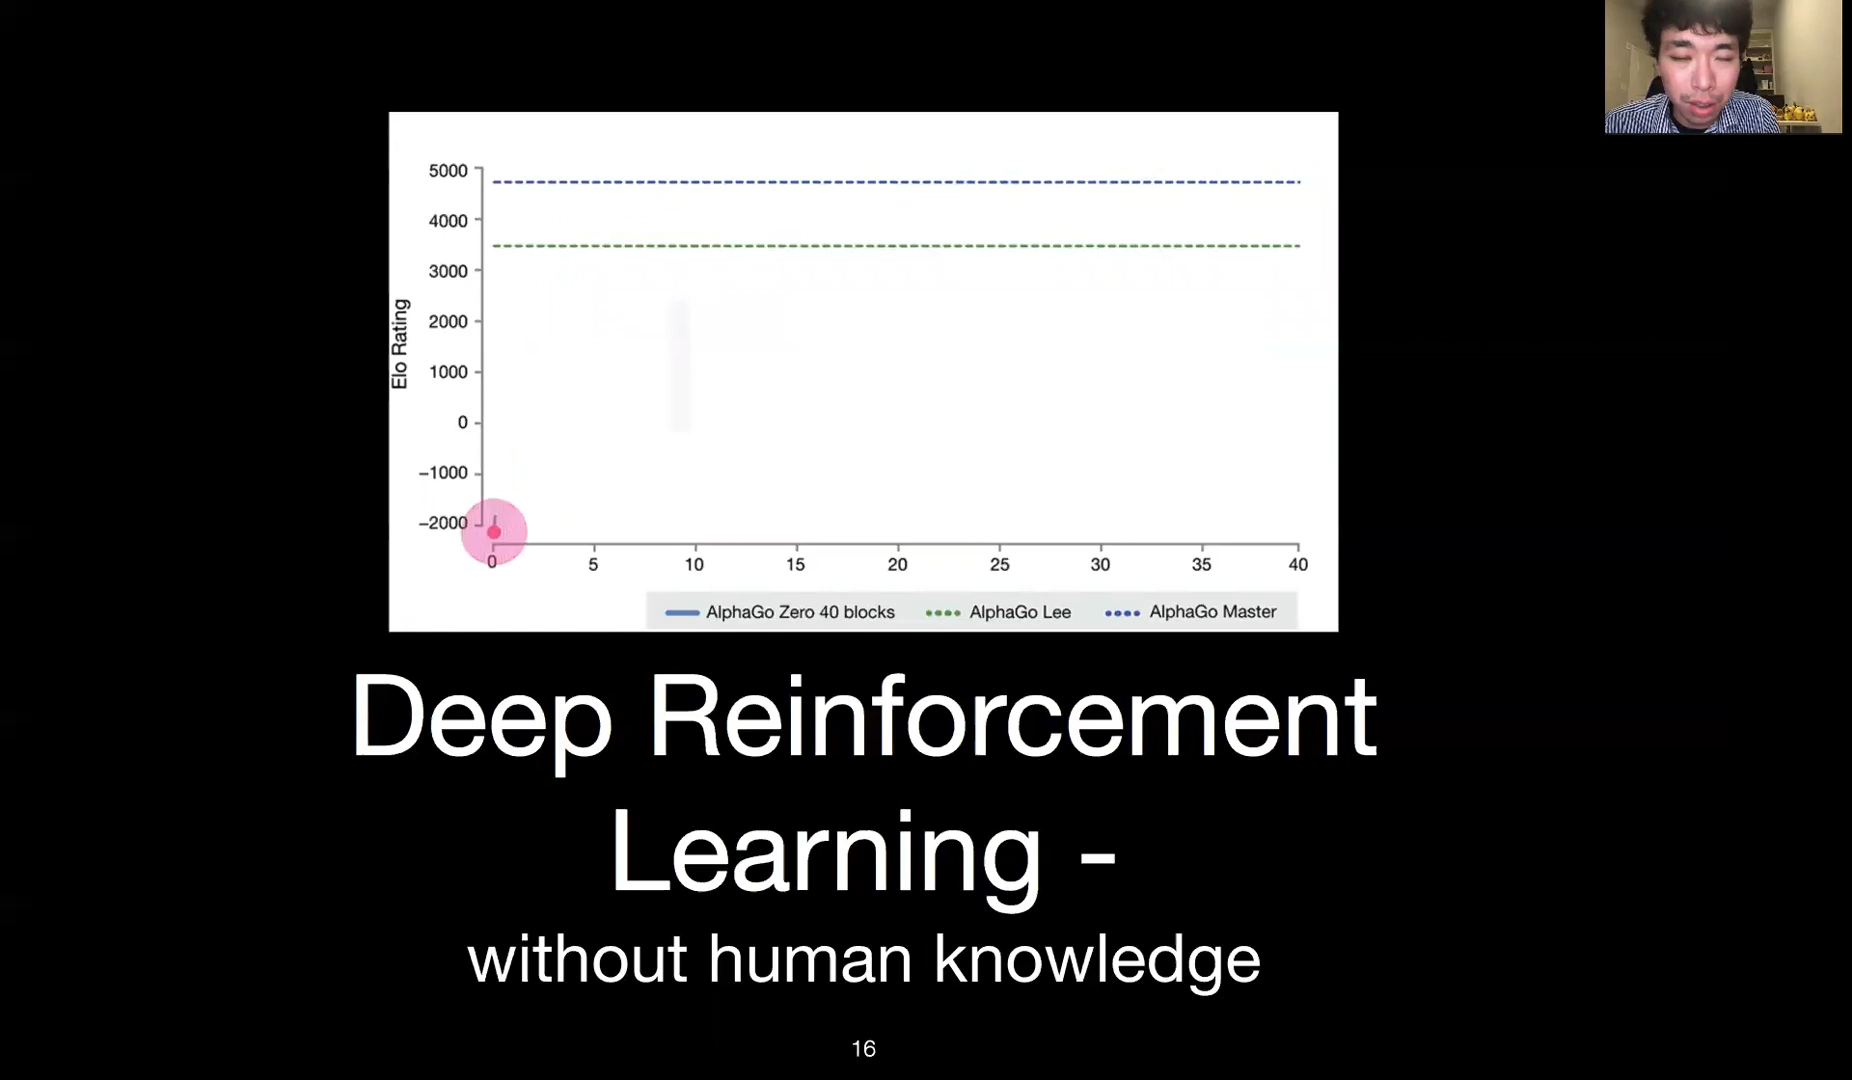 5000
4000
3000
2000
1000
0
−1000
−2000
Elo Rating
0 5 10 15 20 25 30 35 40
AlphaGo Zero 40 blocks AlphaGo Lee AlphaGo Master
Deep Reinforcement
Learning -
without human knowledge
16